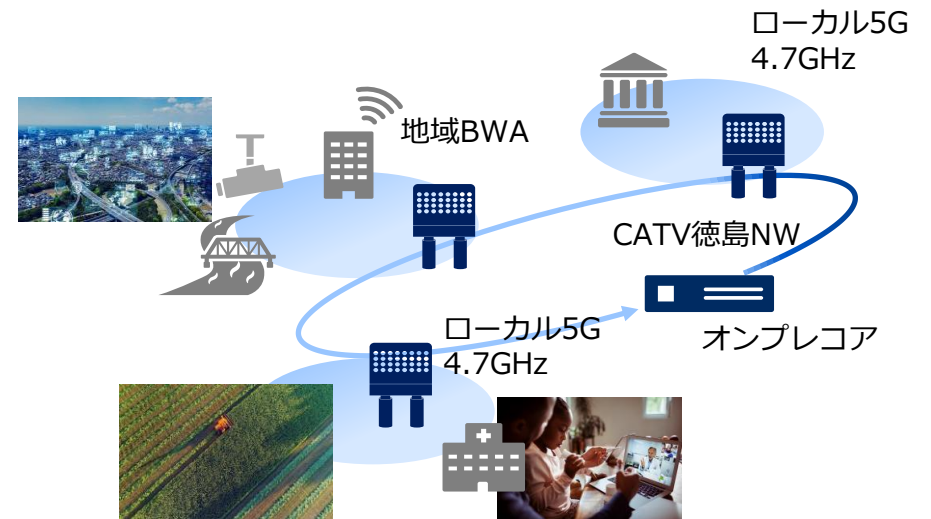 ローカル5G
4.7GHz
地域BWA
CATV徳島NW
オンプレコア
ローカル5G
4.7GHz